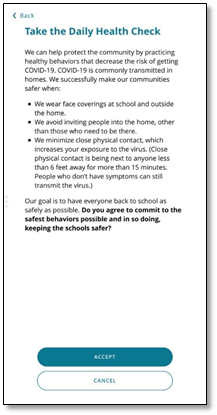 Back
Take the Daily Health Check
We can help protect the community by practicing
healthy behaviors that decrease the risk of getting
COVID-19. COVID-19 is commonly transmitted in
homes. We successfully make our communities
safer when:
• We wear face coverings at school and outside
the home.
• We avoid inviting people into the home, other
than those who need to be there.
• We minimize close physical contact, which
increases your exposure to the virus. (Close
physical contact is being next to anyone less
than 6 feet away for more than 15 minutes.
People who don't have symptoms can still
transmit the virus.)
Our goal is to have everyone back to school as
safely as possible. Do you agree to commit to the
safest behaviors possible and in so doing,
keeping the schools safer?
ACCEPT
CANCEL